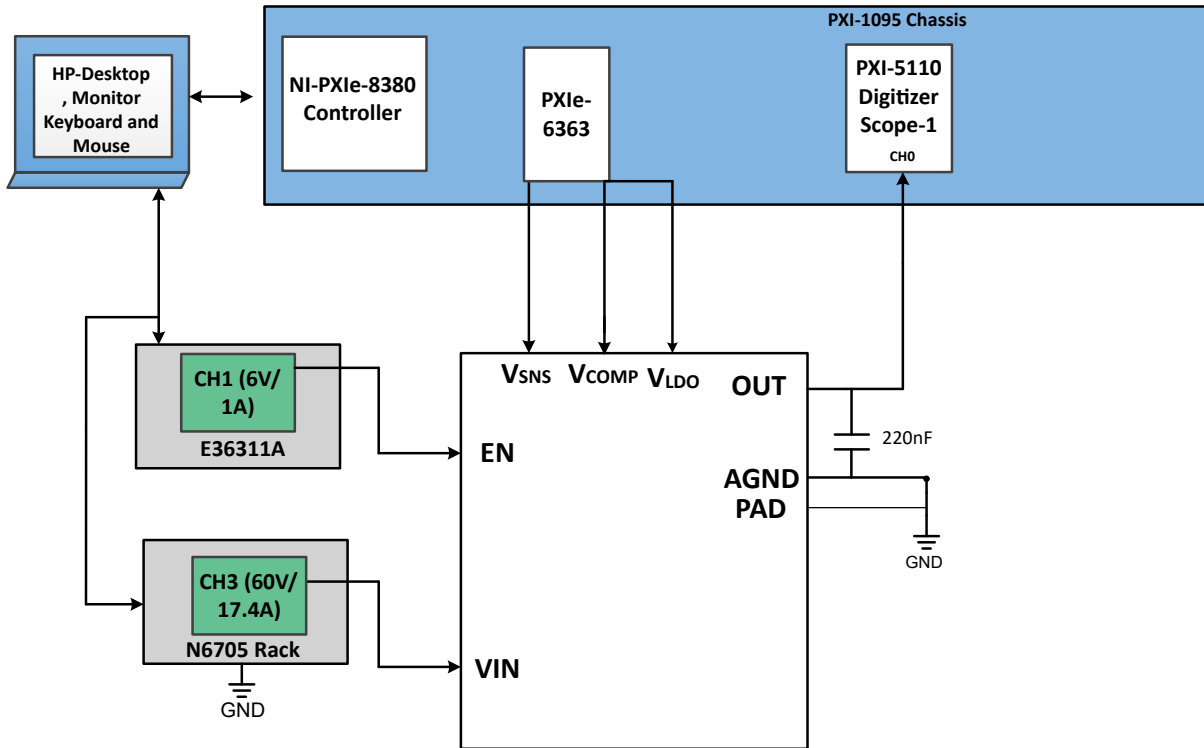 PXI-1095 Chassis
HP-Desktop
, Monitor
Keyboard and
Mouse
NI-PXIe-8380
Controller
PXIe-
6363
PXI-5110
Digitizer
Scope-1
CH0
CH1 (6V/
1A)
E36311A
CH3 (60V/
17.4A)
N6705 Rack
GND
VSNS VCOMP VLDO
OUT
EN
AGND
PAD
VIN
220nF
GND